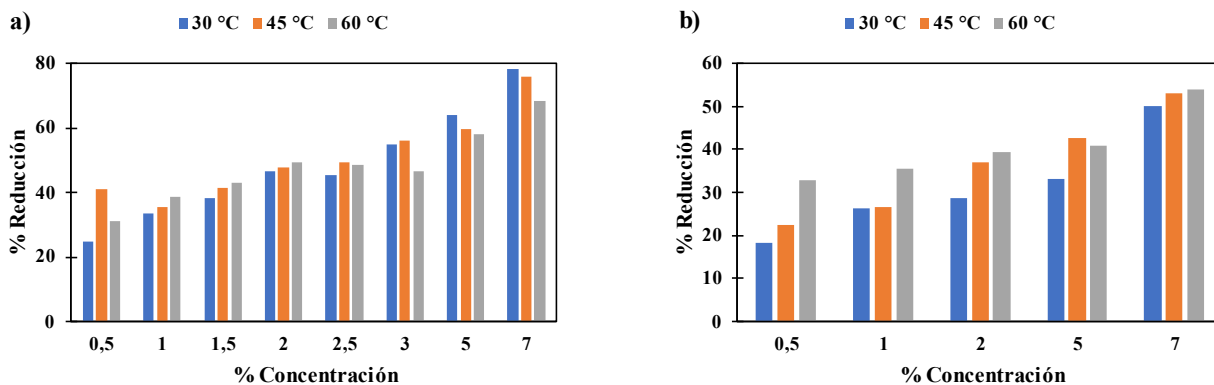 a)
30 °C 45 °C 60 °C
% Reducción
80
60
40
20
0
0,5 1 1,5 2 2,5 3 5 7
% Concentración
b)
30 °C 45 °C 60 °C
% Reducción
60
50
40
30
20
10
0
0,5 1 2 5 7
% Concentración